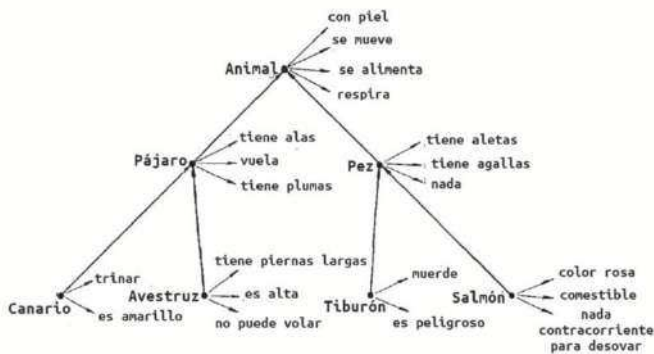 con piel
se mueve
Animal
se alimenta
respira
tiene alas
Pájaro
vuela
tiene plumas
tiene aletas
Pez
tiene agallas
nada
trinar
Canario
es amarillo
tiene piernas largas
Avestruz
es alta
no puede volar
muerde
Tiburón
es peligroso
color rosa
Salmón
comestible
nada
contracorriente
para desovar